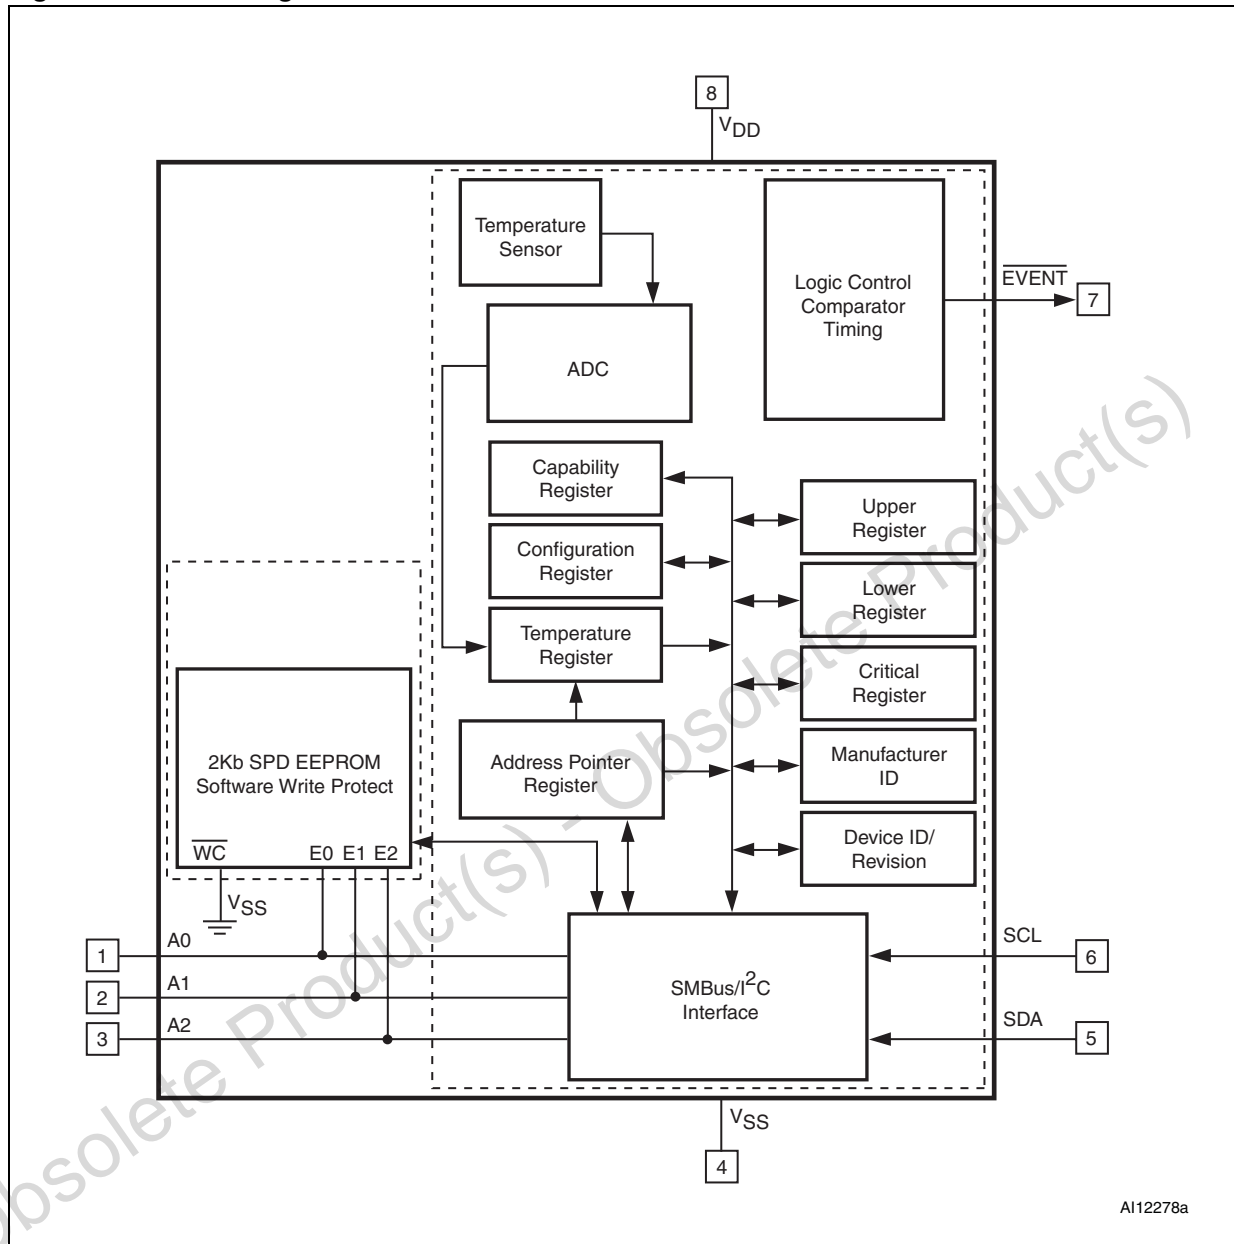 8
VDD
Temperature
Sensor
Logic Control
Comparator
Timing
EVENT
7
ADC
Capability
Register
Upper
Register
Configuration
Register
Lower
Register
Temperature
Register
Critical
Register
2Kb SPD EEPROM
Software Write Protect
Address Pointer
Register
Manufacturer
ID
WC
E0 E1 E2
Device ID/
Revision
VSS
1
A0
SCL
6
2
A1
SMBus/I2C
Interface
3
A2
SDA
5
VSS
4
AI12278a
Obsolete Product(s) - Obsolete Product(s)